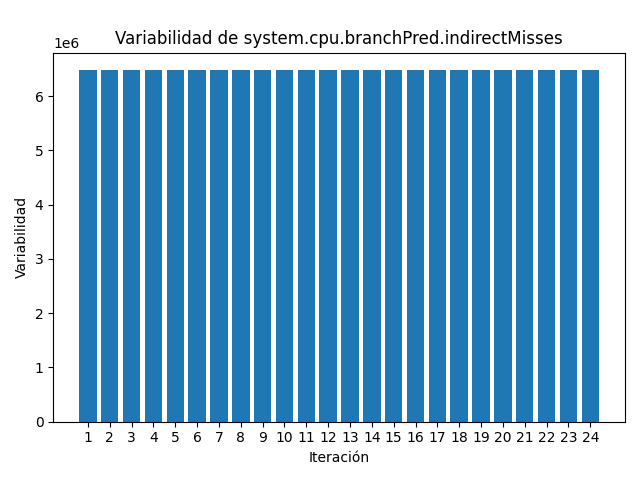 Variabilidad de system.cpu.branchPred.indirectMisses
1e6
6
5
4
3
2
1
0
Variabilidad
1 2 3 4 5 6 7 8 9 10 11 12 13 14 15 16 17 18 19 20 21 22 23 24
Iteración